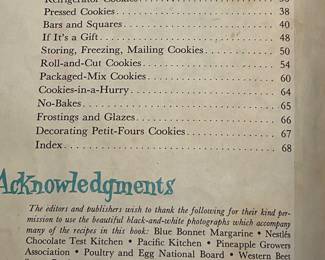 Refrigerator Cookies
Pressed Cookies 38
Bars and Squares 40
If It's a Gift 48
Storing, Freezing, Mailing Cookies 50
Roll-and-Cut Cookies 54
Packaged-Mix Cookies 60
Cookies-in-a-Hurry 64
No-Bakes 65
Frostings and Glazes 66
Decorating Petit-Fours Cookies 67
Index 68
Acknowledgments
The editors and publishers wish to thank the following for their kind per-
mission to use the beautiful black-and-white photographs which accompany
many of the recipes in this book: Blue Bonnet Margarine • Nestlé's
Chocolate Test Kitchen • Pacific Kitchen • Pineapple Growers
Association • Poultry and Egg National Board • Western Beet